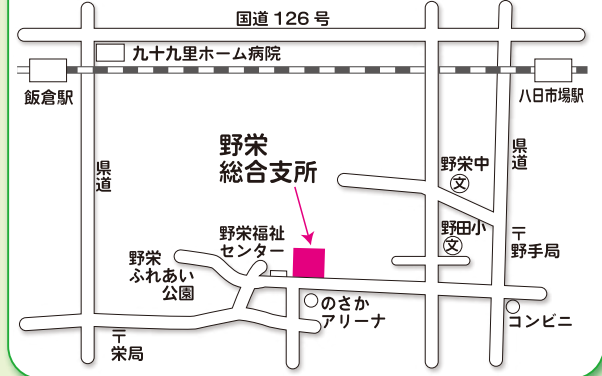 国道126号
九十九里ホーム病院
飯倉駅
八日市場駅
野栄
総合支所
県道
県道
野栄中
文
野田小
文
野栄福祉
センター
野栄
ふれあい
公園
〒
野手局
のさか
アリーナ
コンビニ
〒
栄局